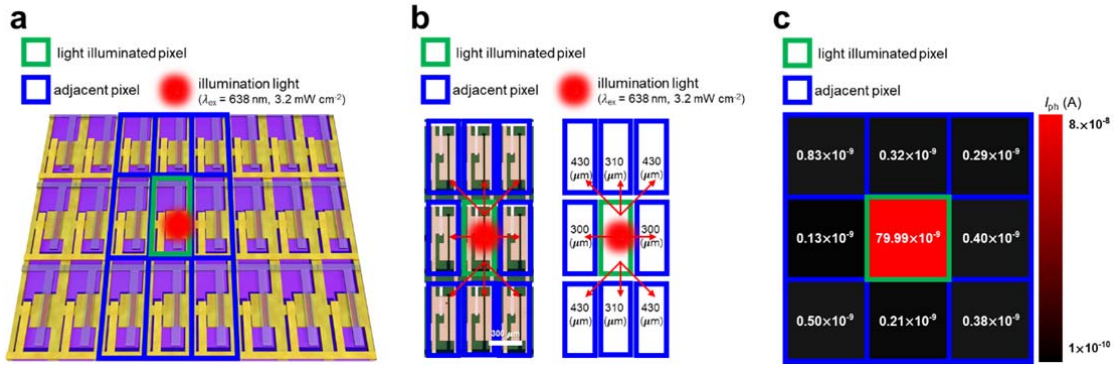 a
light illuminated pixel
adjacent pixel
illumination light
(λex = 638 nm, 3.2 mW cm-2)
b
light illuminated pixel
adjacent pixel
illumination light
(λex = 638 nm, 3.2 mW cm-2)
430
(μm)
310
(μm)
430
(μm)
300
(μm)
300
(μm)
430
(μm)
310
(μm)
430
(μm)
300 μm
c
light illuminated pixel
adjacent pixel
Iph (A)
8.×10-8
0.83×10-9
0.32×10-9
0.29×10-9
0.13×10-9
79.99×10-9
0.40×10-9
0.50×10-9
0.21×10-9
0.38×10-9
1×10-10